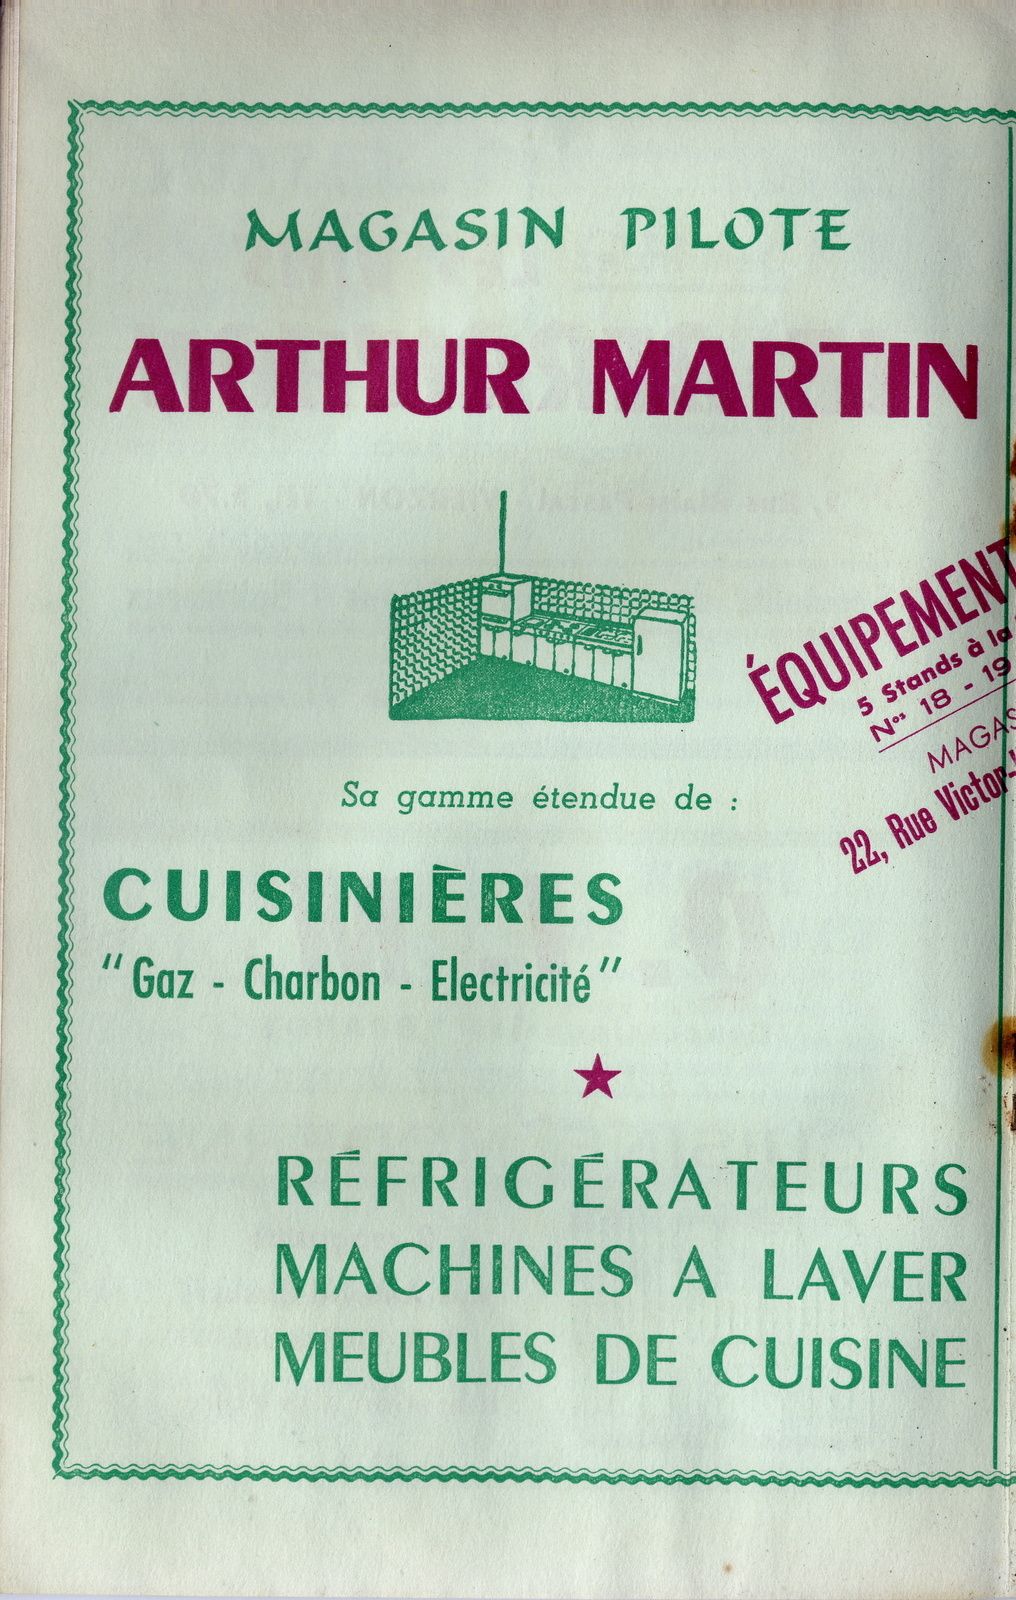 MAGASIN PILOTE
ARTHUR MARTIN
ÉQUIPEMENT
5 Stands à la
Nos 18 - 19
MAGAS
22, Rue Victor-
Sa gamme étendue de :
CUISINIÈRES
"Gaz - Charbon - Electricité"
RÉFRIGÉRATEURS
MACHINES A LAVER
MEUBLES DE CUISINE